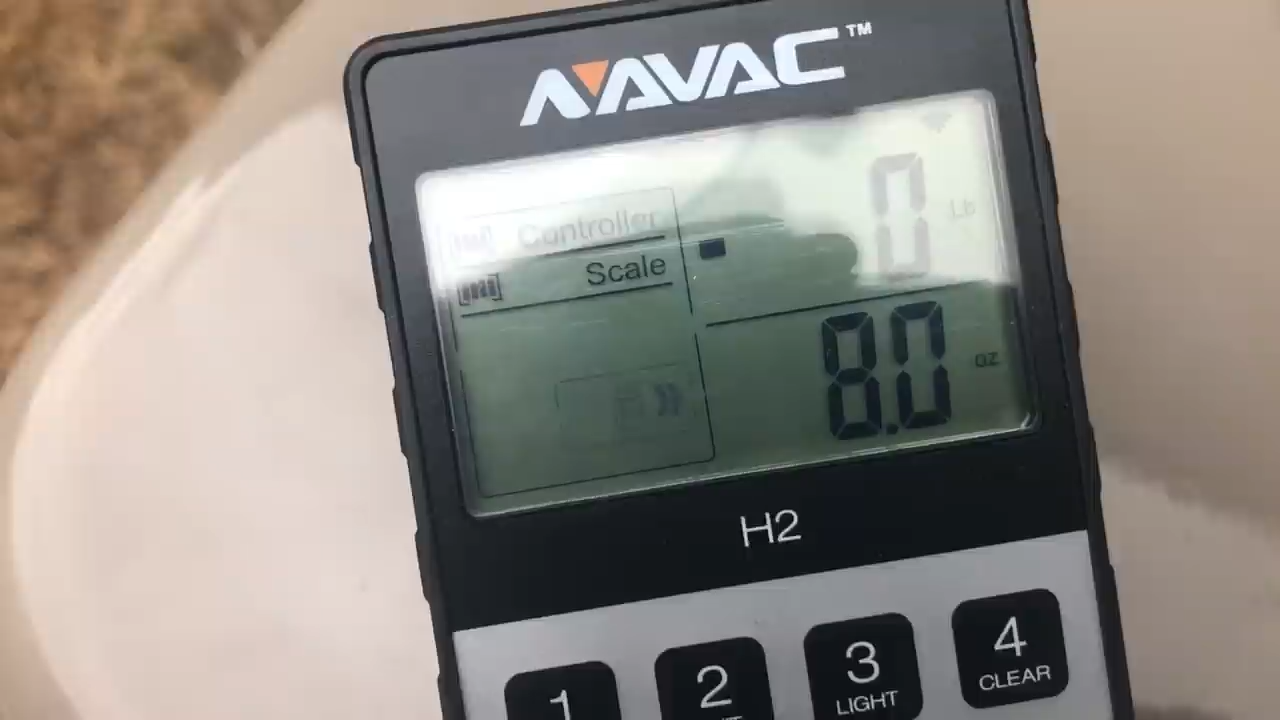 NAVAC™
Controller
Scale
0 Lb
- 8.0 oz
H2
1
2
3
LIGHT
4
CLEAR